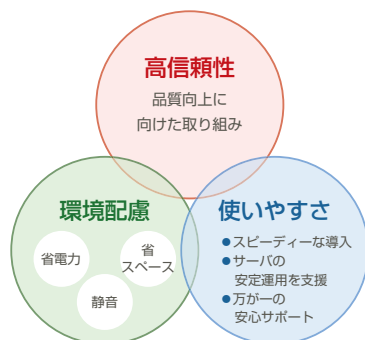 高信頼性
品質向上に
向けた取り組み
環境配慮
省電力
省
スペース
静音
使いやすさ
●スピーディーな導入
●サーバの
安定運用を支援
●万が一の
安心サポート